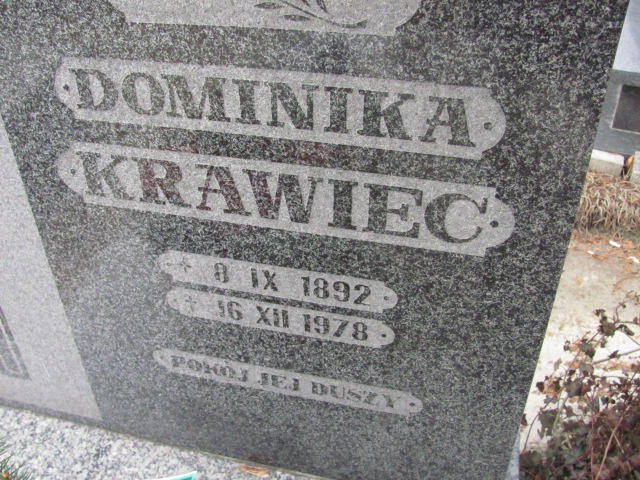 DOMINIKA
KRAWIEC
8 IX 1892
† 16 XII 1978
POKÓJ JEJ DUSZY